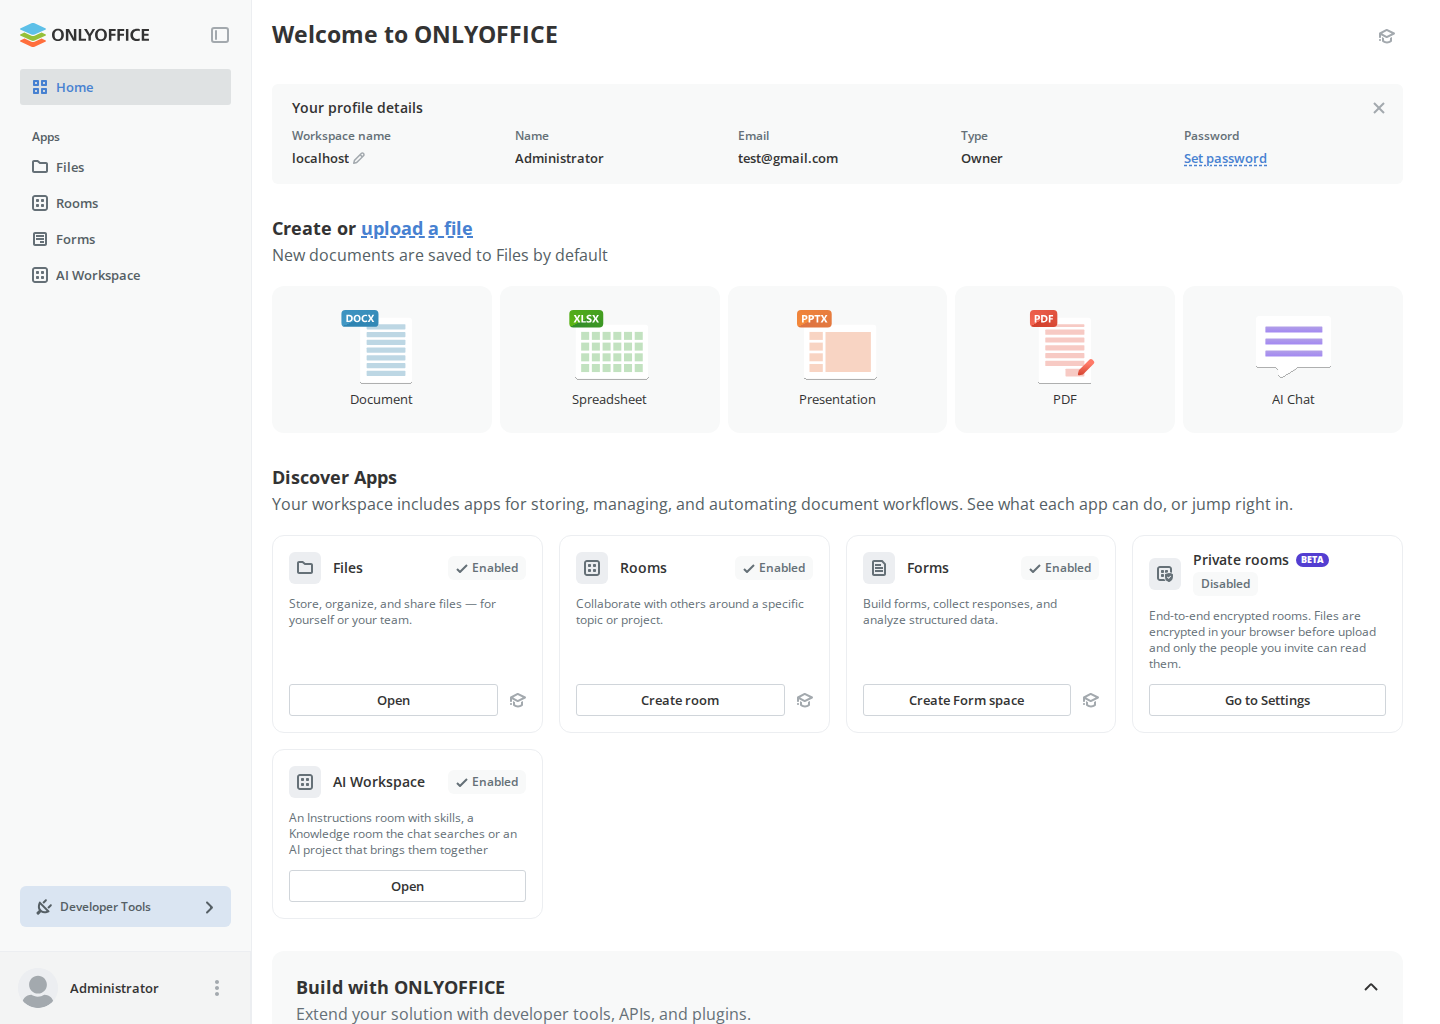 ONLYOFFICE
Home
Apps
Files
Rooms
Forms
AI Workspace
Developer Tools
Administrator
Welcome to ONLYOFFICE
Your profile details
Workspace name
localhost
Name
Administrator
Email
test@gmail.com
Type
Owner
Password
Set password
Create or upload a file
New documents are saved to Files by default
DOCX
Document
XLSX
Spreadsheet
PPTX
Presentation
PDF
PDF
AI Chat
Discover Apps
Your workspace includes apps for storing, managing, and automating document workflows. See what each app can do, or jump right in.
Files
Enabled
Store, organize, and share files — for
yourself or your team.
Open
Rooms
Enabled
Collaborate with others around a specific
topic or project.
Create room
Forms
Enabled
Build forms, collect responses, and
analyze structured data.
Create Form space
Private rooms BETA
Disabled
End-to-end encrypted rooms. Files are
encrypted in your browser before upload
and only the people you invite can read
them.
Go to Settings
AI Workspace
Enabled
An Instructions room with skills, a
Knowledge room the chat searches or an
AI project that brings them together
Open
Build with ONLYOFFICE
Extend your solution with developer tools, APIs, and plugins.